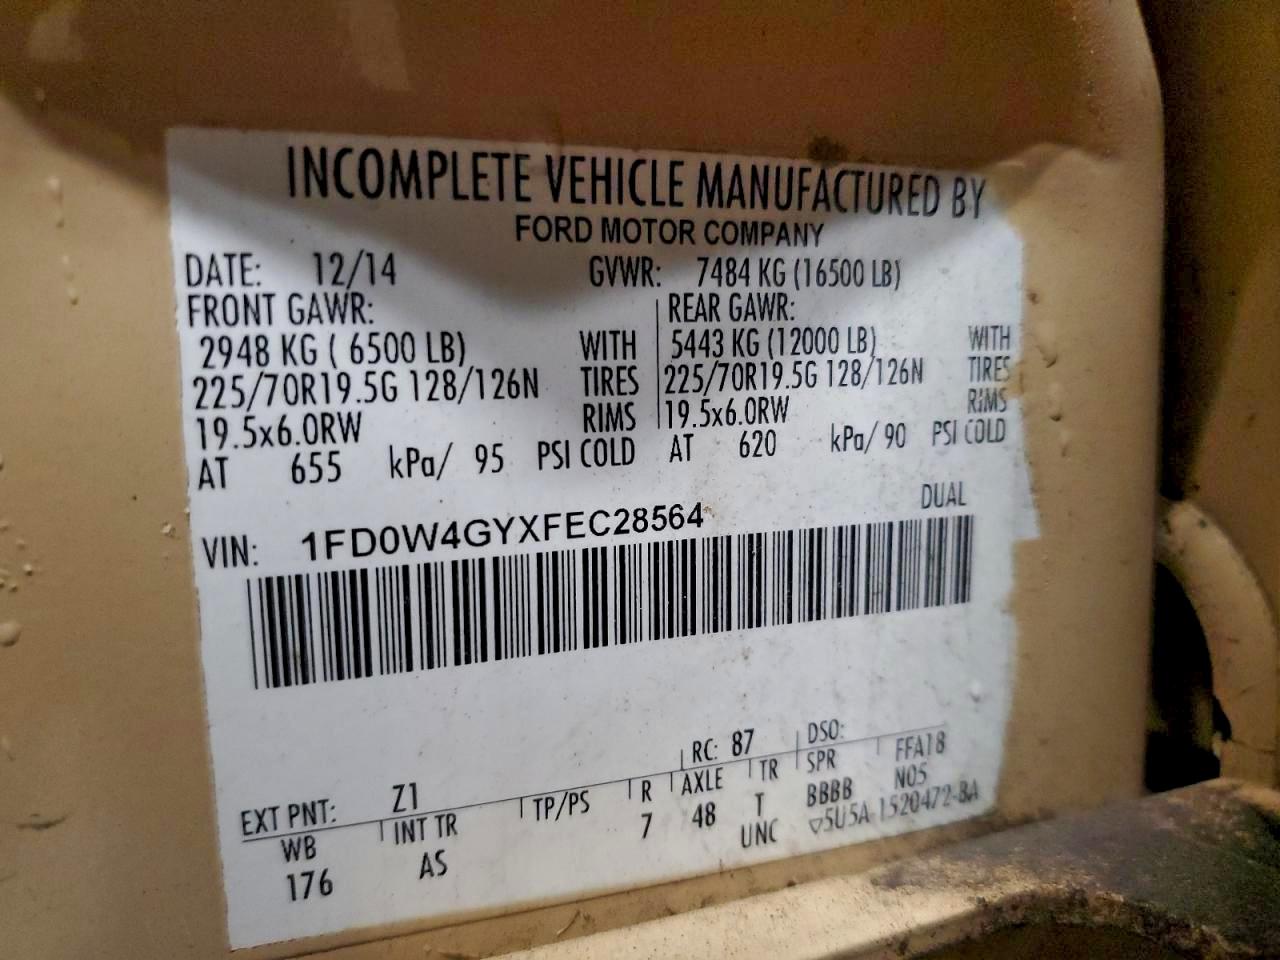 INCOMPLETE VEHICLE MANUFACTURED BY
FORD MOTOR COMPANY
DATE: 12/14 GVWR: 7484 KG (16500 LB)
FRONT GAWR: REAR GAWR:
2948 KG ( 6500 LB) WITH 5443 KG (12000 LB) WITH
225/70R19.5G 128/126N TIRES 225/70R19.5G 128/126N TIRES
19.5x6.0RW RIMS 19.5x6.0RW RIMS
AT 655 kPa/ 95 PSI COLD AT 620 kPa/ 90 PSI COLD
DUAL
VIN: 1FD0W4GYXFEC28564
EXT PNT: Z1 RC: 87 DSO:
WB INT TR TP/PS R AXLE TR SPR FFA18
176 AS 7 48 T BBBB N05
UNC ▽5U5A-1520472-BA